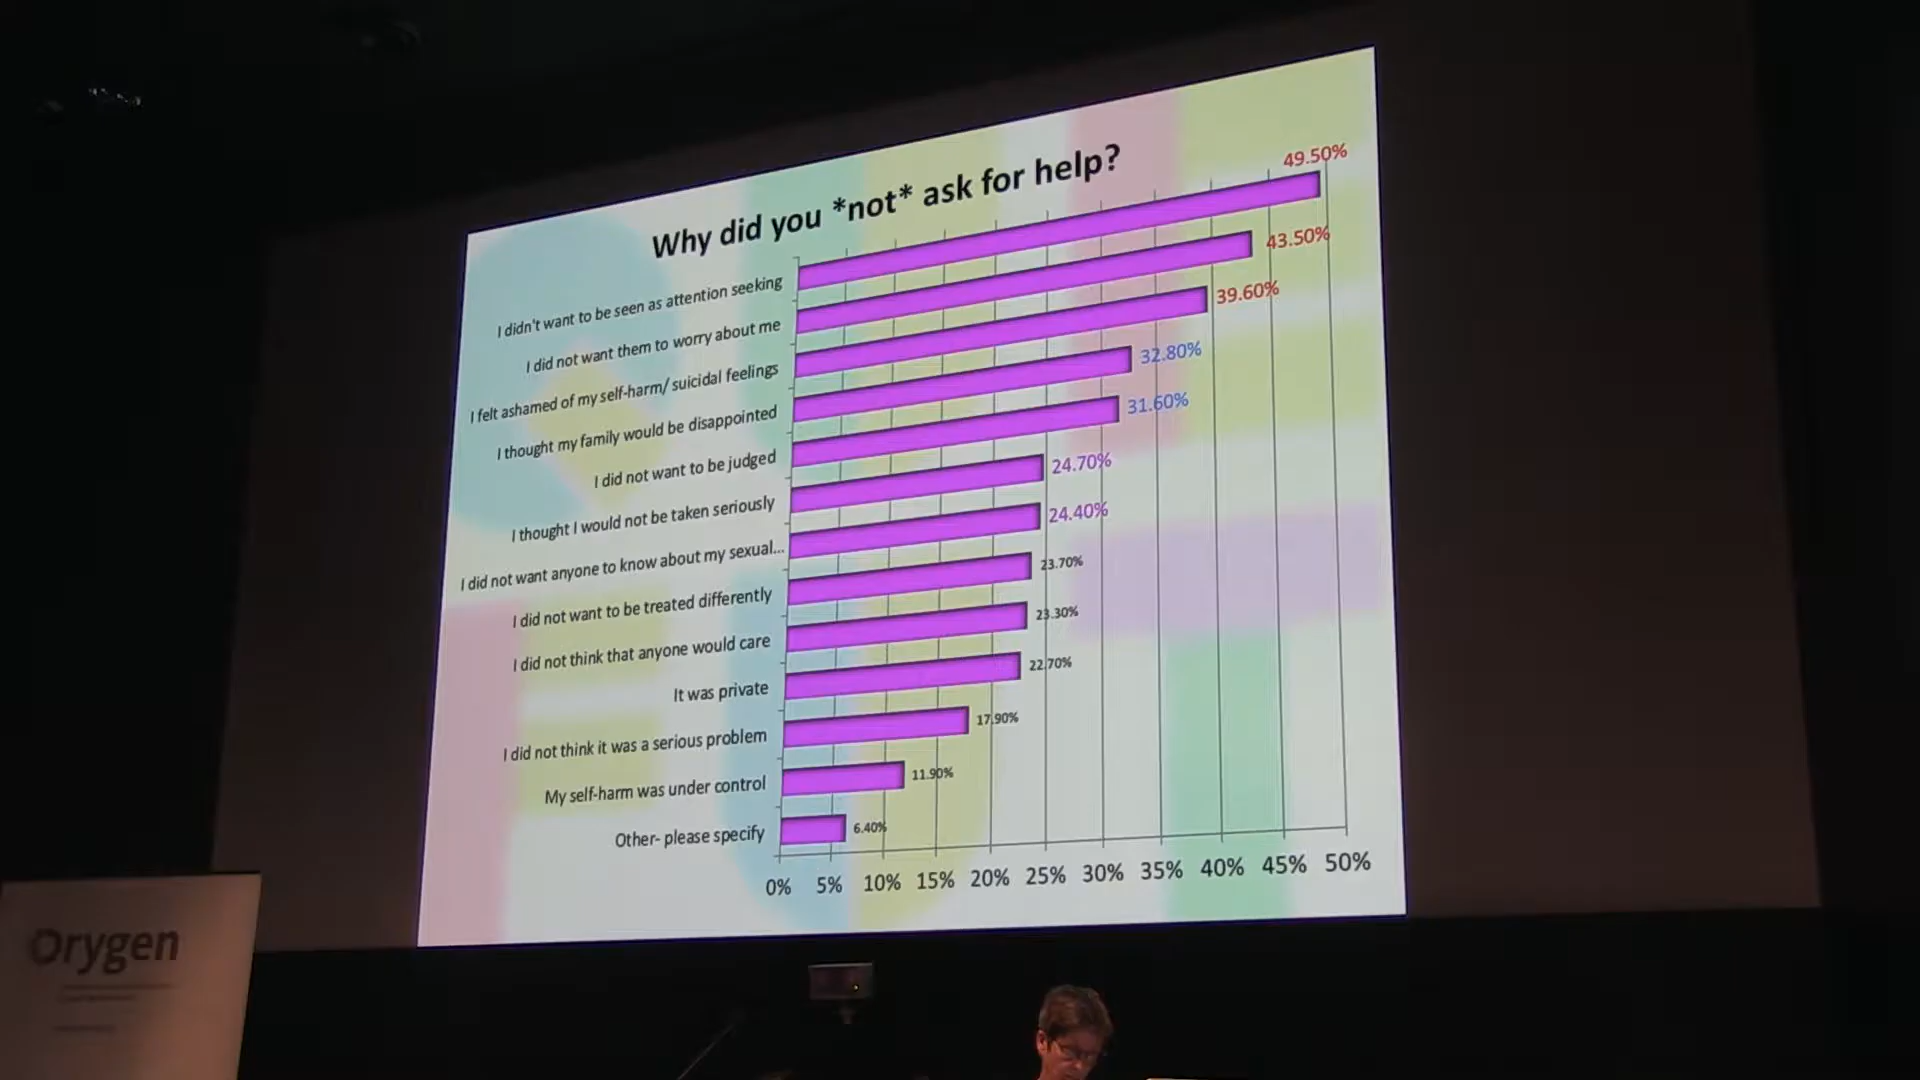 Why did you *not* ask for help?
I didn't want to be seen as attention seeking 49.50%
I did not want them to worry about me 43.50%
I felt ashamed of my self-harm/ suicidal feelings 39.60%
I thought my family would be disappointed 32.80%
I did not want to be judged 31.60%
I thought I would not be taken seriously 24.70%
I did not want anyone to know about my sexual... 24.40%
I did not want to be treated differently 23.70%
I did not think that anyone would care 23.30%
It was private 22.70%
I did not think it was a serious problem 17.90%
My self-harm was under control 11.90%
Other- please specify 6.40%
0% 5% 10% 15% 20% 25% 30% 35% 40% 45% 50%
Orygen